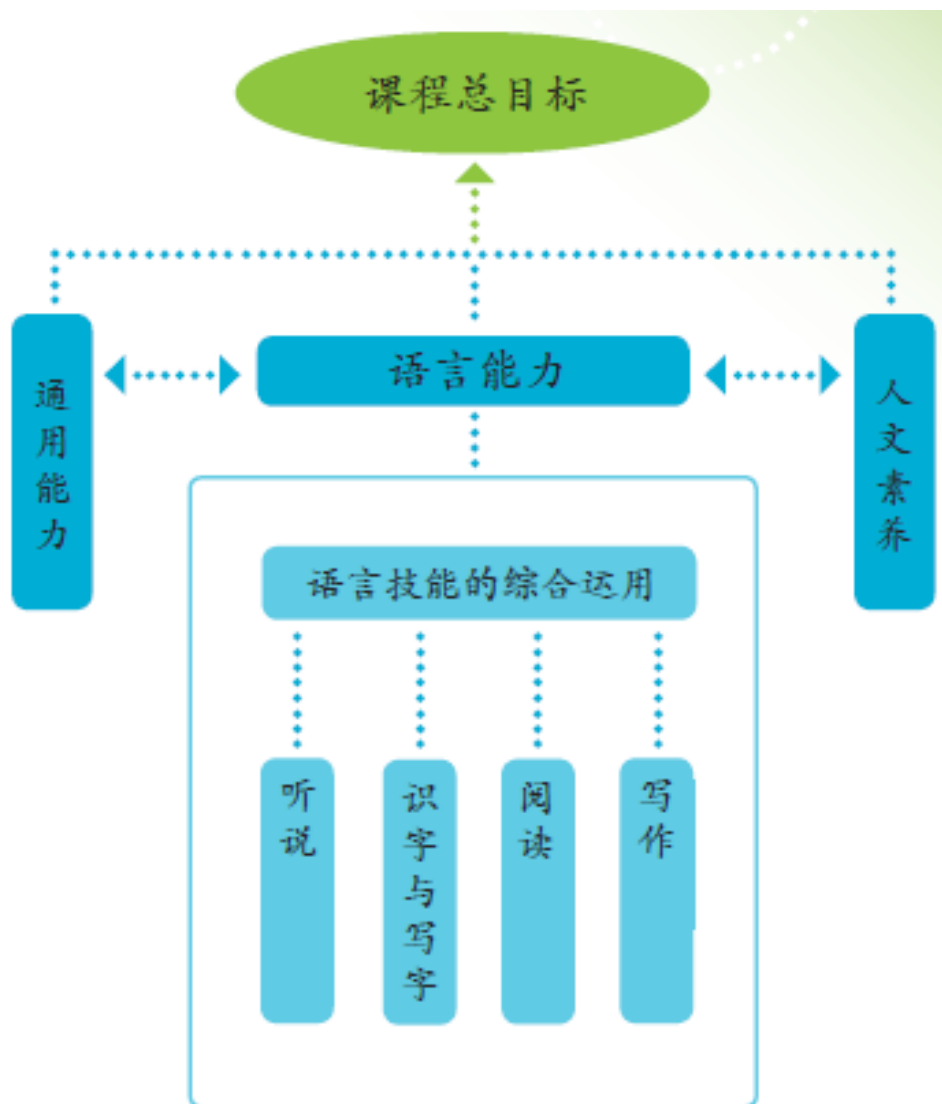 课程总目标
通用能力
语言能力
人文素养
语言技能的综合运用
听说
识字与写字
阅读
写作